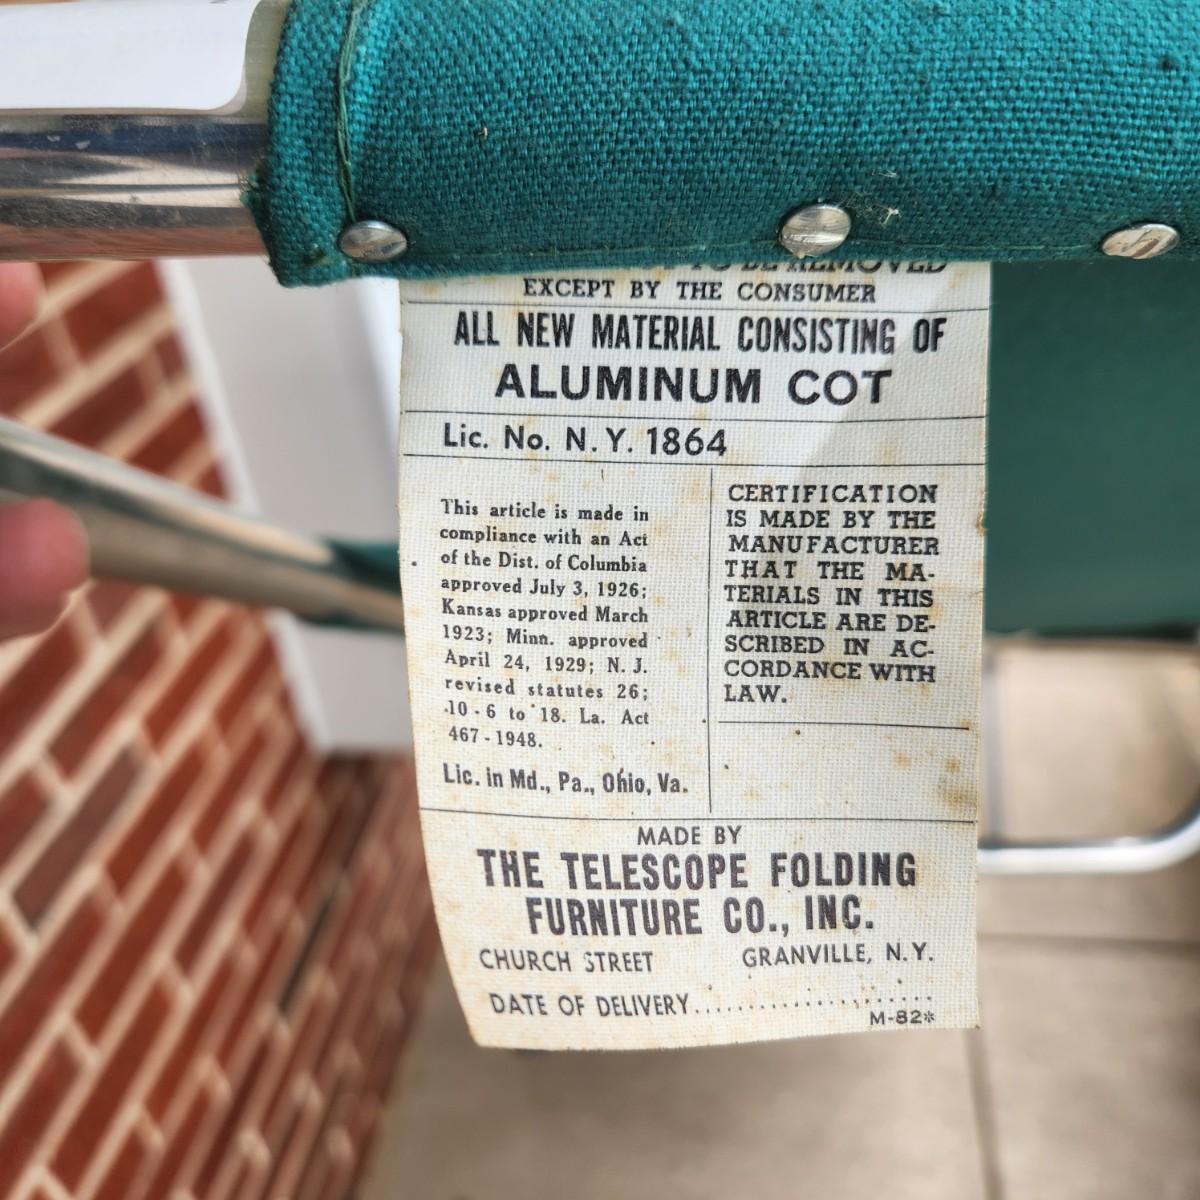 TO BE REMOVED
EXCEPT BY THE CONSUMER
ALL NEW MATERIAL CONSISTING OF
ALUMINUM COT
Lic. No. N.Y. 1864
This article is made in
compliance with an Act
of the Dist. of Columbia
approved July 3, 1926;
Kansas approved March
1923; Minn. approved
April 24, 1929; N. J.
revised statutes 26;
10 - 6 to 18. La. Act
467 - 1948.
Lic. in Md., Pa., Ohio, Va.
CERTIFICATION
IS MADE BY THE
MANUFACTURER
THAT THE MA-
TERIALS IN THIS
ARTICLE ARE DE-
SCRIBED IN AC-
CORDANCE WITH
LAW.
MADE BY
THE TELESCOPE FOLDING
FURNITURE CO., INC.
CHURCH STREET GRANVILLE, N.Y.
DATE OF DELIVERY......................
M-82*